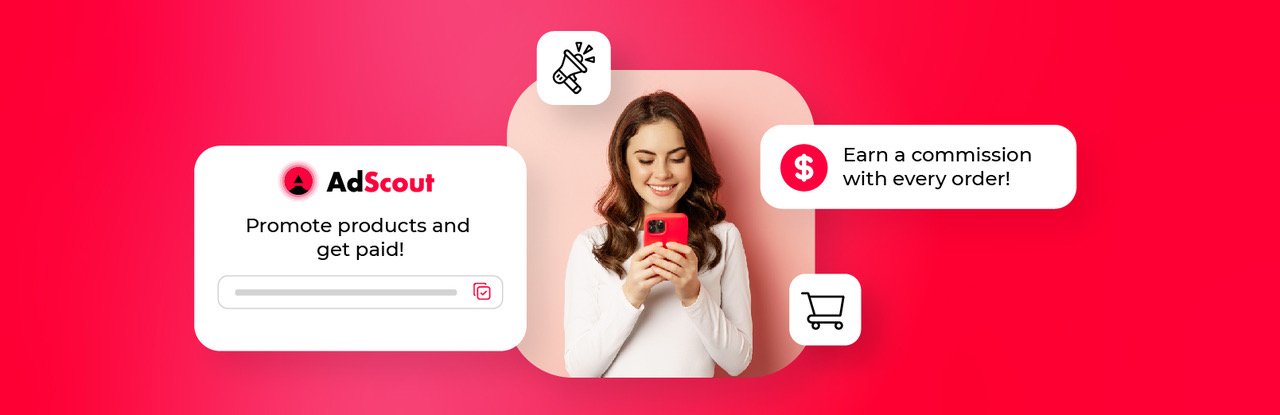 AdScout
Promote products and
get paid!
Earn a commission
with every order!